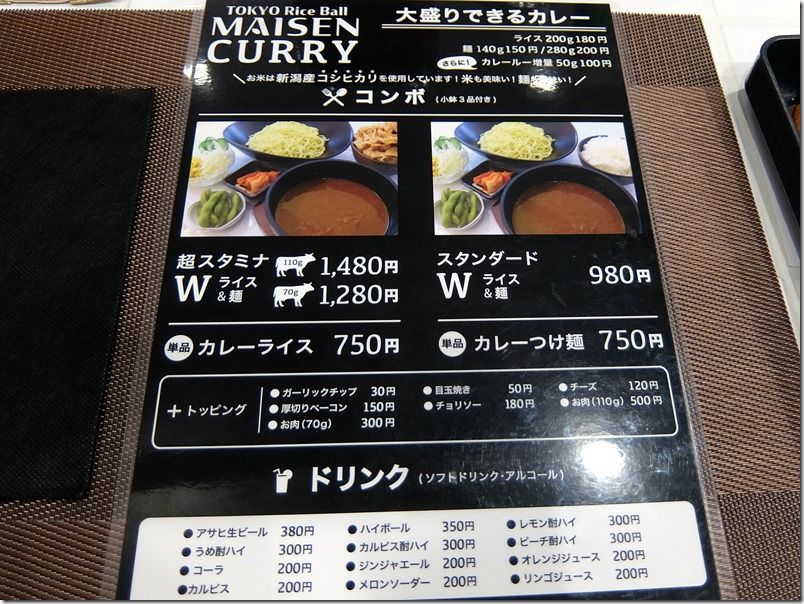 TOKYO Rice Ball
MAISEN
CURRY
大盛りできるカレー
ライス200g180円
麺140g150円/280g200円
さらに! カレールー増量 50g100円
\お米は新潟産コシヒカリを使用しています!米も美味い!麺も美味い!/
コンボ (小鉢3品付き)
超スタミナ
W ライス&麺
110g 1,480円
70g 1,280円
スタンダード
W ライス&麺 980円
単品 カレーライス 750円
単品 カレーつけ麺 750円
+トッピング
●ガーリックチップ 30円 ●目玉焼き 50円 ●チーズ 120円
●厚切りベーコン 150円 ●チョリソー 180円 ●お肉(110g) 500円
●お肉(70g) 300円
ドリンク (ソフトドリンク・アルコール)
●アサヒ生ビール 380円 ●ハイボール 350円 ●レモン酎ハイ 300円
●うめ酎ハイ 300円 ●カルピス酎ハイ 300円 ●ピーチ酎ハイ 300円
●コーラ 200円 ●ジンジャエール 200円 ●オレンジジュース 200円
●カルピス 200円 ●メロンソーダー 200円 ●リンゴジュース 200円